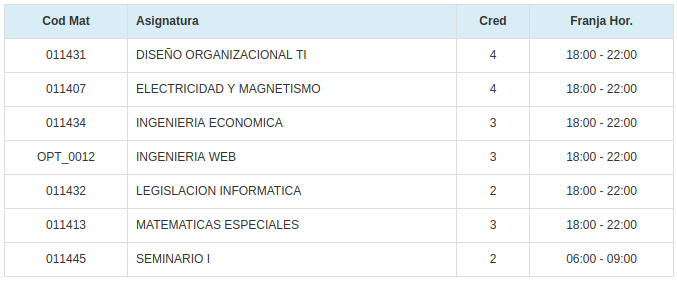 Cod Mat Asignatura Cred Franja Hor.
011431 DISEÑO ORGANIZACIONAL TI 4 18:00 - 22:00
011407 ELECTRICIDAD Y MAGNETISMO 4 18:00 - 22:00
011434 INGENIERIA ECONOMICA 3 18:00 - 22:00
OPT_0012 INGENIERIA WEB 3 18:00 - 22:00
011432 LEGISLACION INFORMATICA 2 18:00 - 22:00
011413 MATEMATICAS ESPECIALES 3 18:00 - 22:00
011445 SEMINARIO I 2 06:00 - 09:00